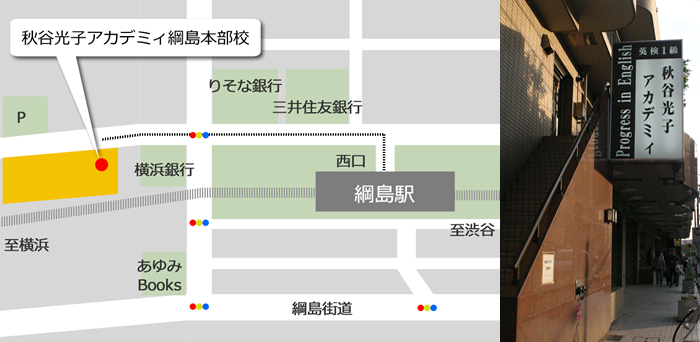 秋谷光子アカデミィ綱島本部校
りそな銀行
三井住友銀行
P
西口
横浜銀行
綱島駅
至渋谷
至横浜
あゆみ
Books
綱島街道
英検1級
秋谷光子
アカデミィ
Progress in English